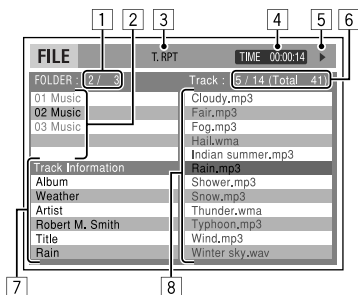 1 2 3 4 5
FILE T. RPT TIME 00:00:14
6
FOLDER : 2 / 3 Track : 5 / 14 (Total 41)
01 Music
02 Music
03 Music
Track Information
Album
Weather
Artist
Robert M. Smith
Title
Rain
Cloudy.mp3
Fair.mp3
Fog.mp3
Hail.wma
Indian summer.mp3
Rain.mp3
Shower.mp3
Snow.mp3
Thunder.wma
Typhoon.mp3
Wind.mp3
Winter sky.wav
7 8